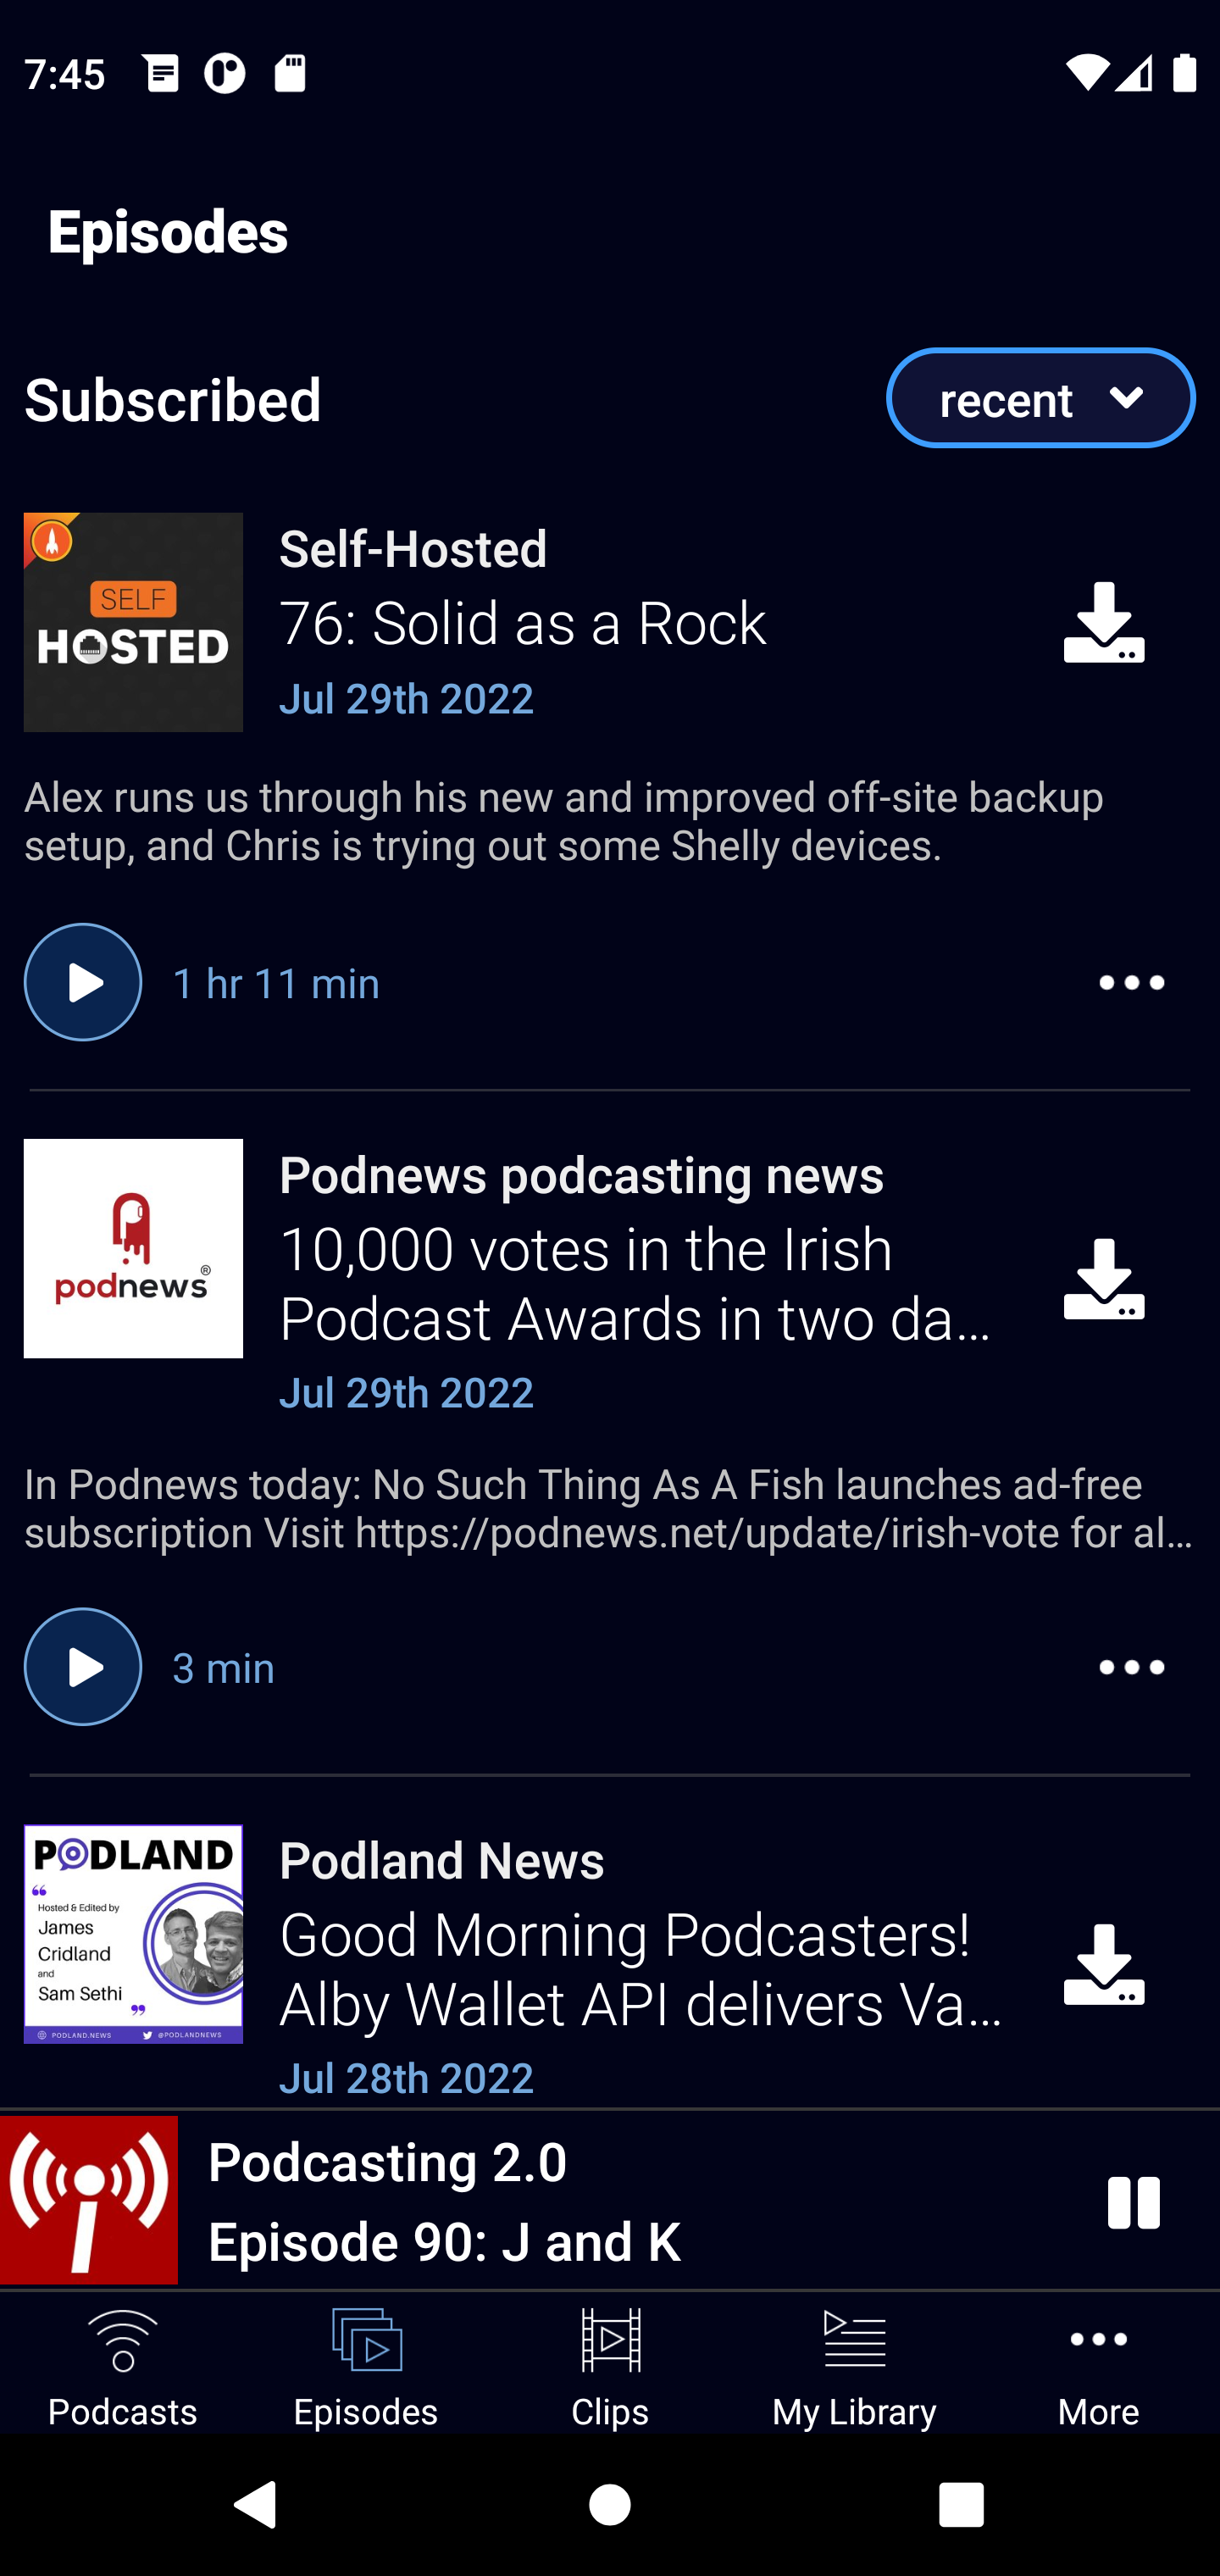 7:45
Episodes
Subscribed
recent
SELF
HOSTED
Self-Hosted
76: Solid as a Rock
Jul 29th 2022
Alex runs us through his new and improved off-site backup
setup, and Chris is trying out some Shelly devices.
1 hr 11 min
podnews®
Podnews podcasting news
10,000 votes in the Irish
Podcast Awards in two da...
Jul 29th 2022
In Podnews today: No Such Thing As A Fish launches ad-free
subscription Visit https://podnews.net/update/irish-vote for al...
3 min
PODLAND
“
Hosted & Edited by
James
Cridland
and
Sam Sethi
”
PODLAND.NEWS
@PODLANDNEWS
Podland News
Good Morning Podcasters!
Alby Wallet API delivers Va...
Jul 28th 2022
Podcasting 2.0
Episode 90: J and K
Podcasts
Episodes
Clips
My Library
More